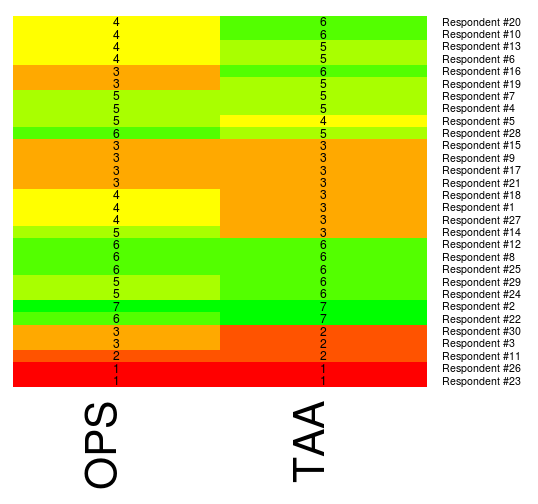 4 6 Respondent #20
4 6 Respondent #10
4 5 Respondent #13
4 5 Respondent #6
3 6 Respondent #16
3 5 Respondent #19
5 5 Respondent #7
5 5 Respondent #4
5 4 Respondent #5
6 5 Respondent #28
3 3 Respondent #15
3 3 Respondent #9
3 3 Respondent #17
3 3 Respondent #21
4 3 Respondent #18
4 3 Respondent #1
4 3 Respondent #27
5 3 Respondent #14
6 6 Respondent #12
6 6 Respondent #8
6 6 Respondent #25
5 6 Respondent #29
5 6 Respondent #24
7 7 Respondent #2
6 7 Respondent #22
3 2 Respondent #30
3 2 Respondent #3
2 2 Respondent #11
1 1 Respondent #26
1 1 Respondent #23
OPS TAA